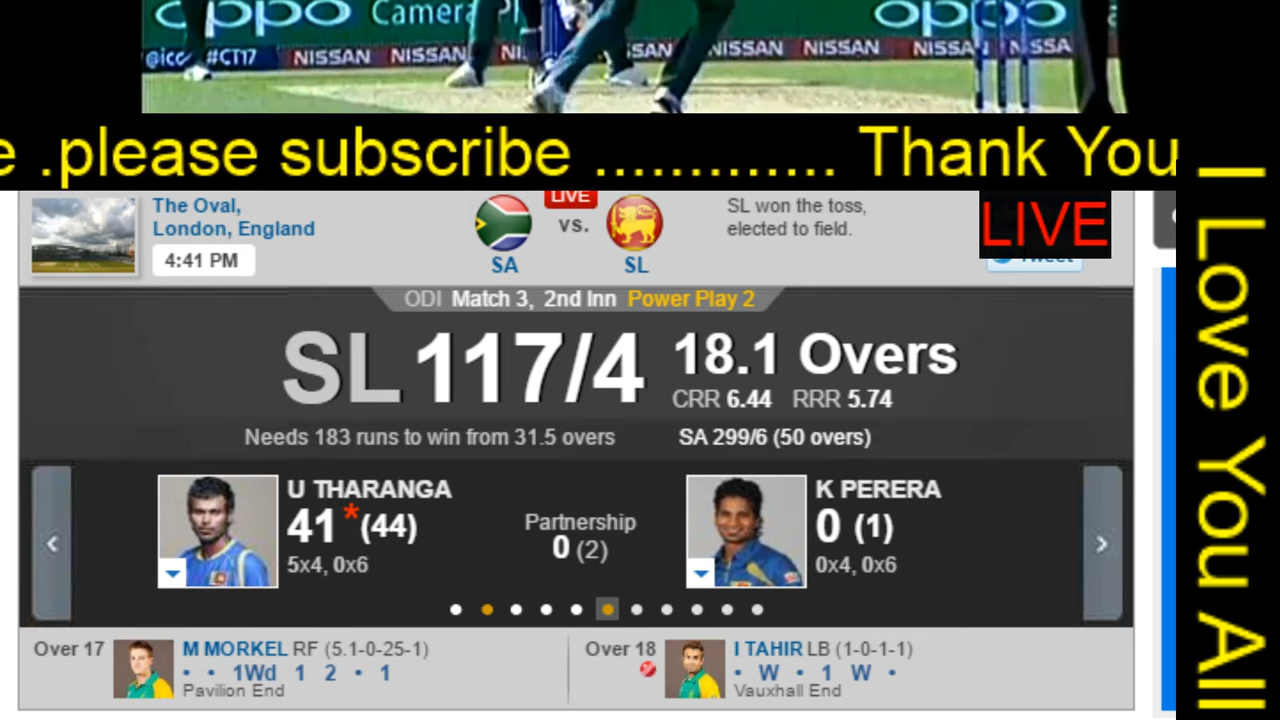 oppo Camera oppo
@icc #CT17 NISSAN NISSAN NISSAN NISSAN NISSAN
.please subscribe ............. Thank You
I Love You All
The Oval,
London, England
4:41 PM
LIVE
vs.
SA SL
SL won the toss,
elected to field.
LIVE
Tweet
ODI Match 3, 2nd Inn Power Play 2
SL 117/4 18.1 Overs
CRR 6.44 RRR 5.74
Needs 183 runs to win from 31.5 overs SA 299/6 (50 overs)
U THARANGA
41* (44)
5x4, 0x6
Partnership
0 (2)
K PERERA
0 (1)
0x4, 0x6
Over 17 M MORKEL RF (5.1-0-25-1)
• • 1Wd 1 2 • 1
Pavilion End
Over 18 I TAHIR LB (1-0-1-1)
• W • 1 W •
Vauxhall End